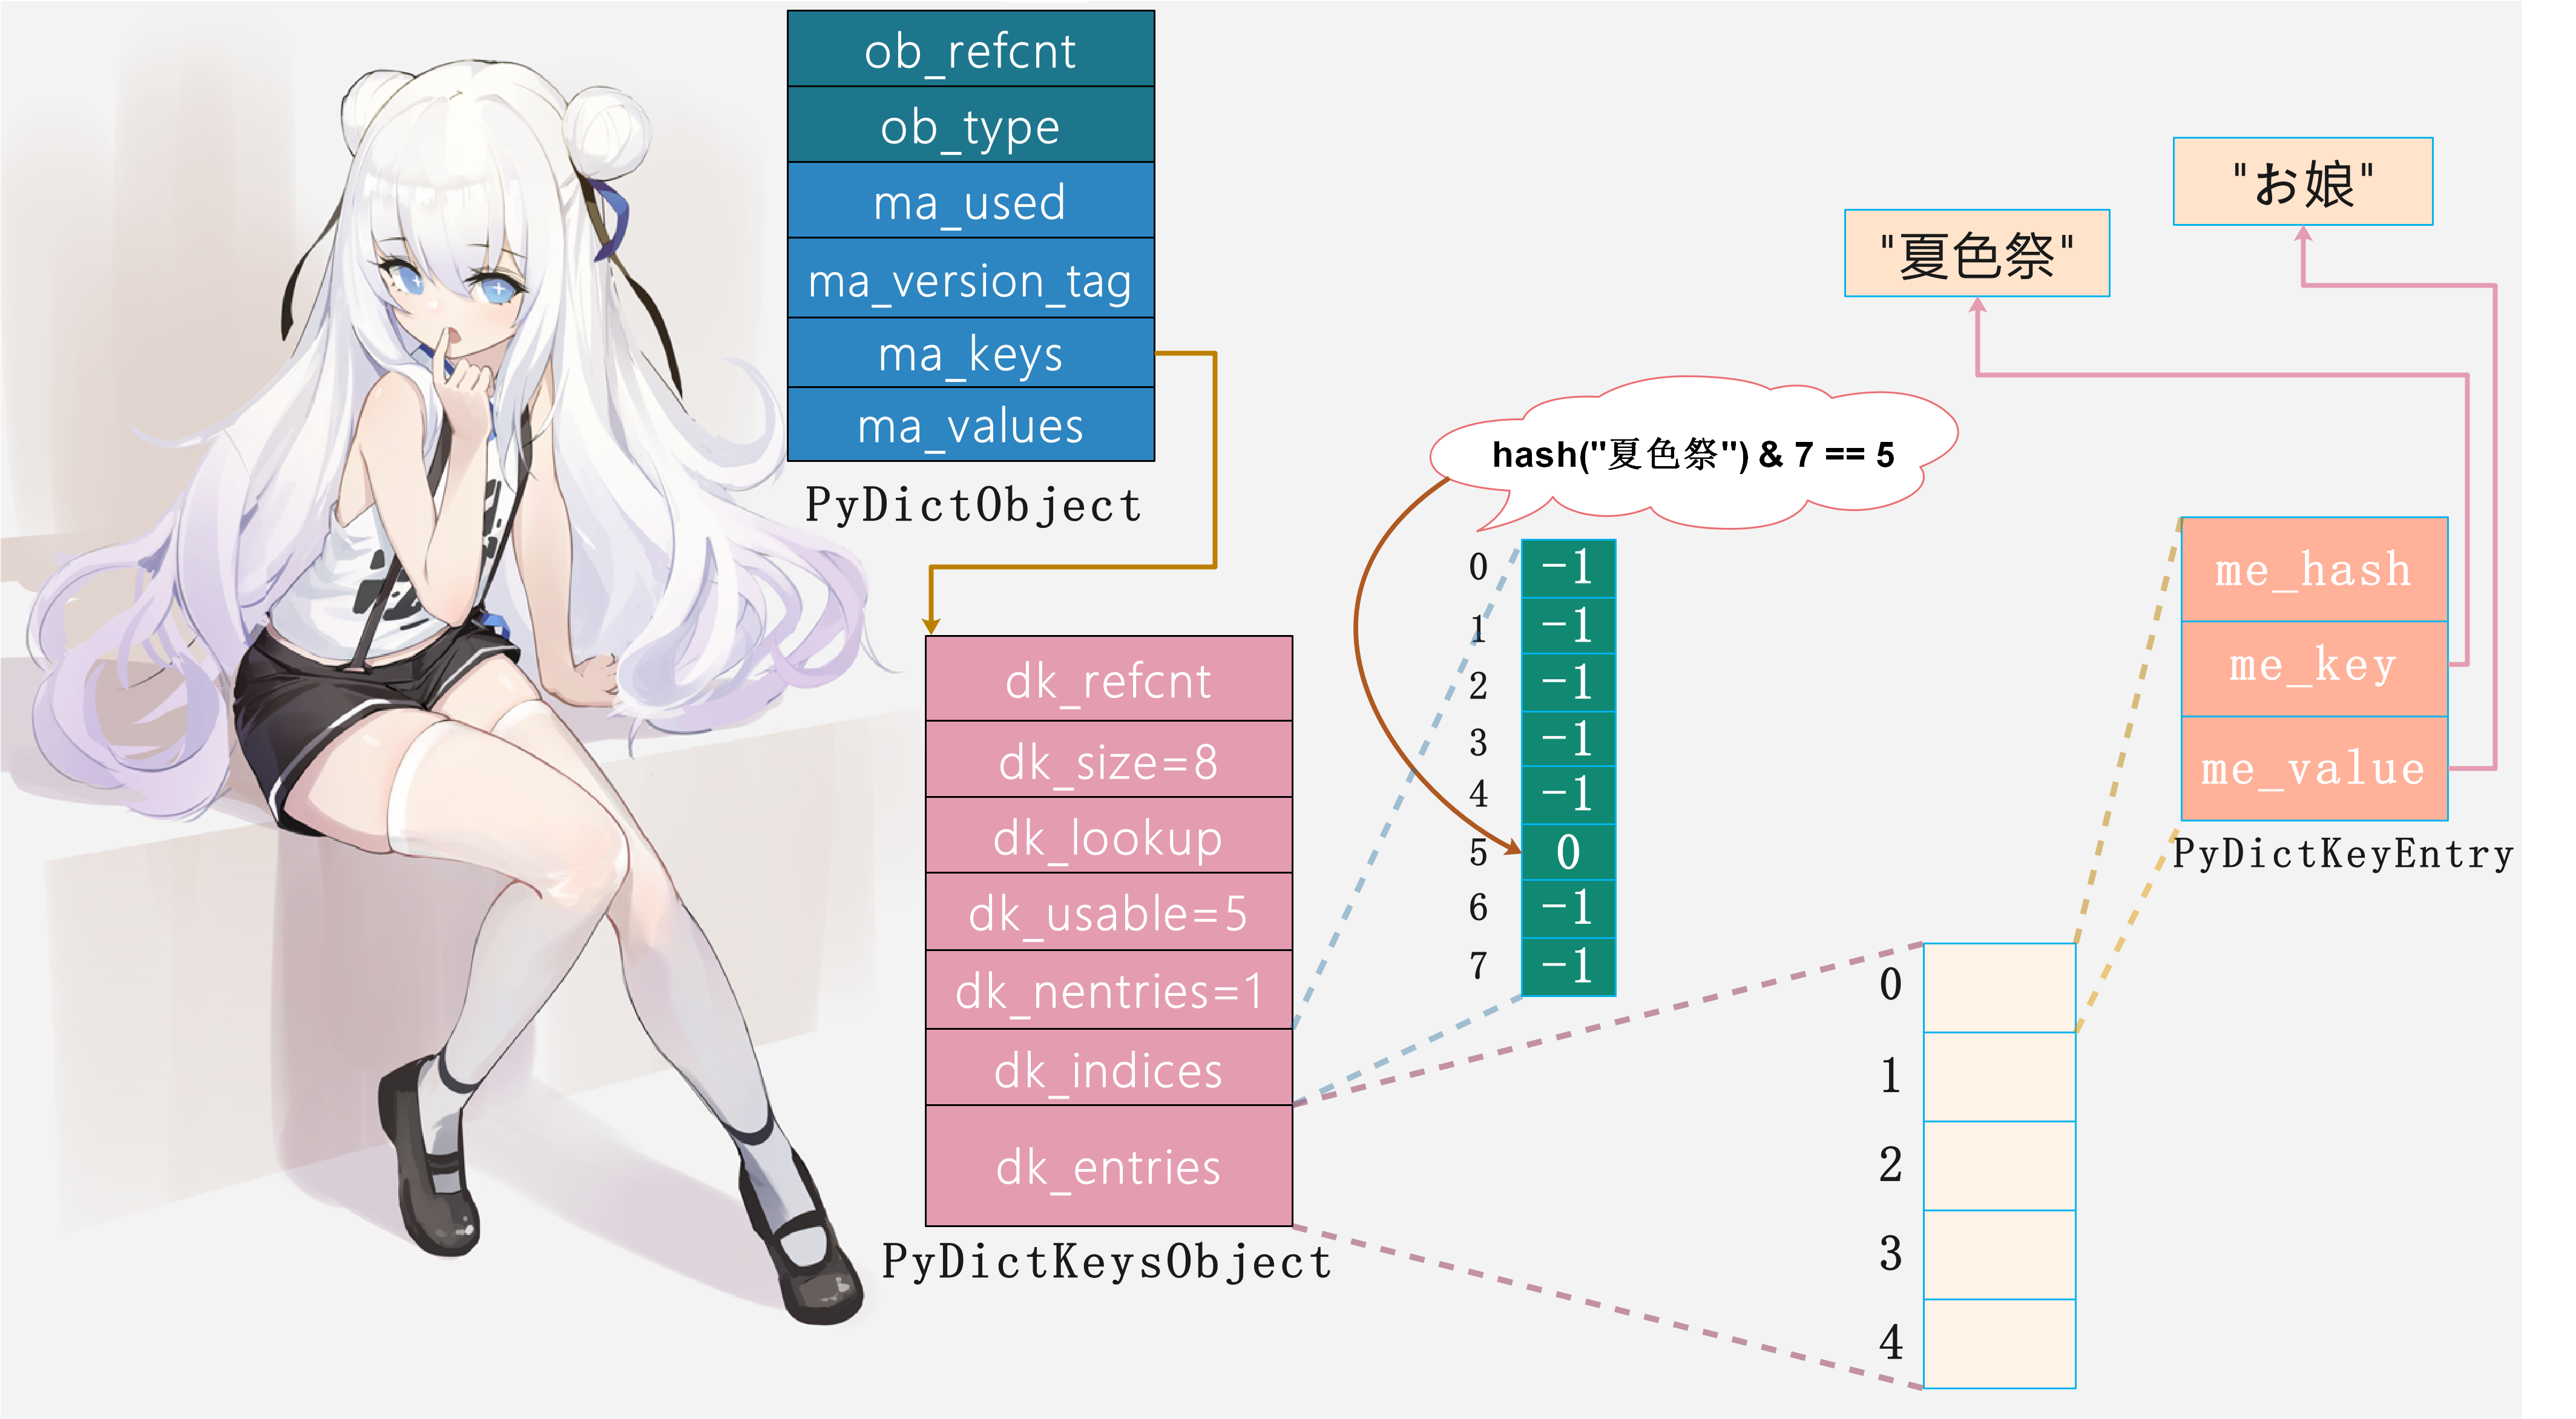 ob_refcnt
ob_type
ma_used
ma_version_tag
ma_keys
ma_values
PyDictObject
dk_refcnt
dk_size=8
dk_lookup
dk_usable=5
dk_nentries=1
dk_indices
dk_entries
PyDictKeysObject
hash("夏色祭") & 7 == 5
0 -1
1 -1
2 -1
3 -1
4 -1
5 0
6 -1
7 -1
"夏色祭"
"お娘"
me_hash
me_key
me_value
PyDictKeyEntry
0
1
2
3
4